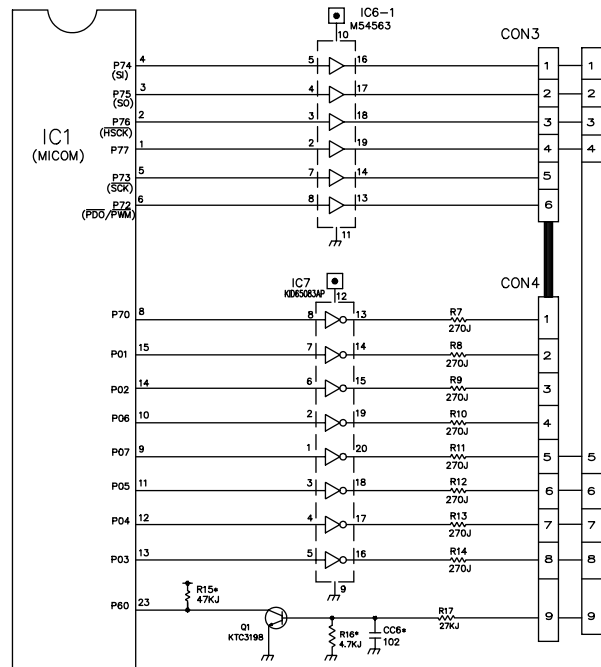 IC6-1
M54563
10
CON3
IC1
(MICOM)
P74 4 5 16 1 1
(SI)
P75 3 4 17 2 2
(SO)
P76 2 3 18 3 3
(HSCK)
P77 1 2 19 4 4
P73 5 7 14 5
(SCK)
P72 6 8 13 6
(PDO/PWM)
11
IC7
KID65083AP
12
CON4
P70 8 8 13 R7 1
270J
P01 15 7 14 R8 2
270J
P02 14 6 15 R9 3
270J
P06 10 2 19 R10 4
270J
P07 9 1 20 R11 5 5
270J
P05 11 3 18 R12 6 6
270J
P04 12 4 17 R13 7 7
270J
P03 13 5 16 R14 8 8
270J
9
R15*
47KJ
P60 23 R17 9 9
27KJ
Q1
KTC3198
R16*
4.7KJ
CC6*
102